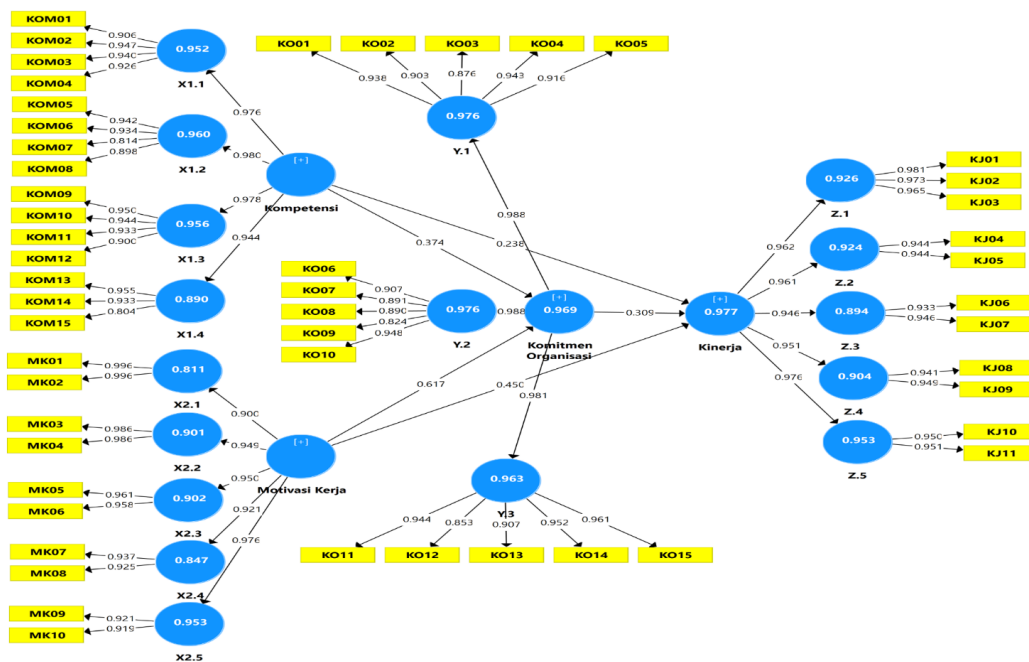 KOM01
KOM02
KOM03
KOM04
0.906
0.947
0.940
0.926
0.952
X1.1
KOM05
KOM06
KOM07
KOM08
0.942
0.934
0.814
0.898
0.960
X1.2
KOM09
KOM10
KOM11
KOM12
0.950
0.944
0.933
0.900
0.956
X1.3
KOM13
KOM14
KOM15
0.955
0.933
0.804
0.890
X1.4
0.976
0.980
0.978
0.944
[+]
Kompetensi
MK01
MK02
0.996
0.996
0.811
X2.1
MK03
MK04
0.986
0.986
0.901
X2.2
MK05
MK06
0.961
0.958
0.902
X2.3
MK07
MK08
0.937
0.925
0.847
X2.4
MK09
MK10
0.921
0.919
0.953
X2.5
0.900
0.949
0.950
0.921
0.976
[+]
Motivasi Kerja
KO01
KO02
KO03
KO04
KO05
0.938
0.903
0.876
0.943
0.916
0.976
Y.1
0.988
0.374
0.238
KO06
KO07
KO08
KO09
KO10
0.907
0.891
0.890
0.824
0.948
0.976
Y.2
0.988
[+]
0.969
Komitmen
Organisasi
0.309
0.617
0.450
0.981
0.963
Y.3
0.944
0.853
0.907
0.952
0.961
KO11
KO12
KO13
KO14
KO15
[+]
0.977
Kinerja
0.962
0.961
0.946
0.951
0.976
0.926
Z.1
0.981
0.973
0.965
KJ01
KJ02
KJ03
0.924
Z.2
0.944
0.944
KJ04
KJ05
0.894
Z.3
0.933
0.946
KJ06
KJ07
0.904
Z.4
0.941
0.949
KJ08
KJ09
0.953
Z.5
0.950
0.951
KJ10
KJ11